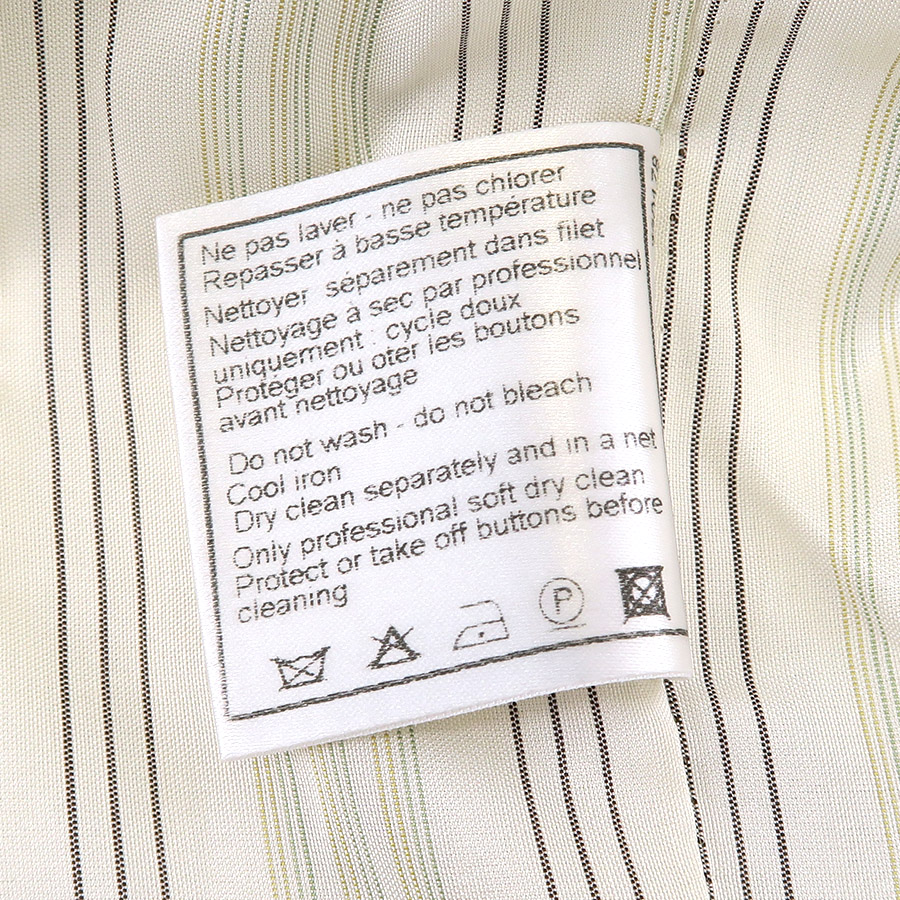 Ne pas laver - ne pas chlorer
Repasser à basse température
Nettoyer séparement dans filet
Nettoyage à sec par professionnel
uniquement : cycle doux
Protéger ou oter les boutons
avant nettoyage
Do not wash - do not bleach
Cool iron
Dry clean separately and in a net
Only professional soft dry clean
Protect or take off buttons before
cleaning
P